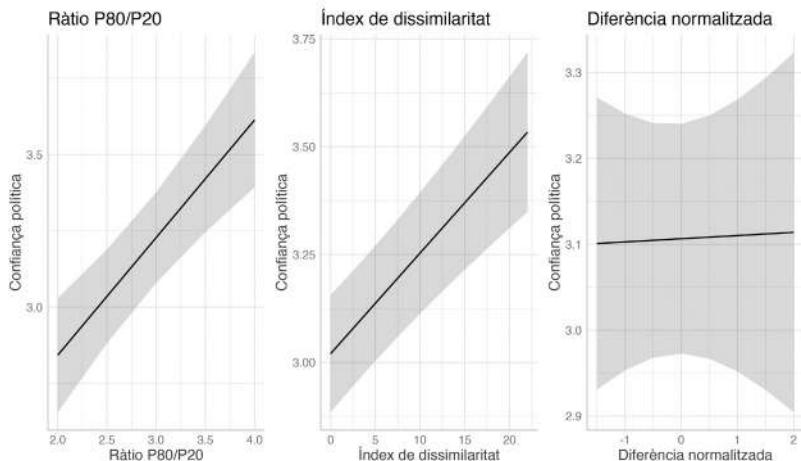 Ràtio P80/P20
Confiança política
3.5
3.0
2.0 2.5 3.0 3.5 4.0
Ràtio P80/P20
Índex de dissimilaritat
Confiança política
3.75
3.50
3.25
3.00
0 5 10 15 20
Índex de dissimilaritat
Diferència normalitzada
Confiança política
3.3
3.2
3.1
3.0
2.9
-1 0 1 2
Diferència normalitzada